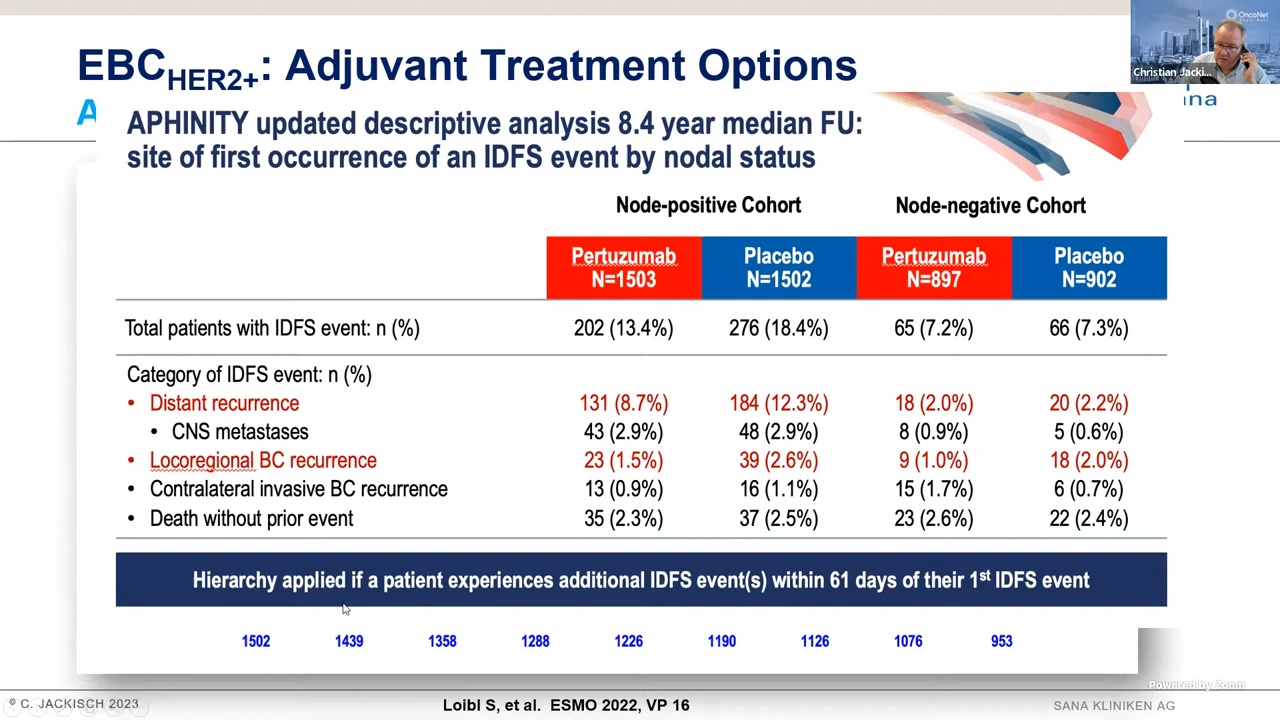 OncoNet
Christian Jacki...
EBCHER2+: Adjuvant Treatment Options
A
ana
APHINITY updated descriptive analysis 8.4 year median FU:
site of first occurrence of an IDFS event by nodal status
Node-positive Cohort Node-negative Cohort
Pertuzumab Placebo Pertuzumab Placebo
N=1503 N=1502 N=897 N=902
Total patients with IDFS event: n (%) 202 (13.4%) 276 (18.4%) 65 (7.2%) 66 (7.3%)
Category of IDFS event: n (%)
• Distant recurrence 131 (8.7%) 184 (12.3%) 18 (2.0%) 20 (2.2%)
• CNS metastases 43 (2.9%) 48 (2.9%) 8 (0.9%) 5 (0.6%)
• Locoregional BC recurrence 23 (1.5%) 39 (2.6%) 9 (1.0%) 18 (2.0%)
• Contralateral invasive BC recurrence 13 (0.9%) 16 (1.1%) 15 (1.7%) 6 (0.7%)
• Death without prior event 35 (2.3%) 37 (2.5%) 23 (2.6%) 22 (2.4%)
Hierarchy applied if a patient experiences additional IDFS event(s) within 61 days of their 1st IDFS event
1502 1439 1358 1288 1226 1190 1126 1076 953
Powered by Zoom
© C. JACKISCH 2023 Loibl S, et al. ESMO 2022, VP 16 SANA KLINIKEN AG